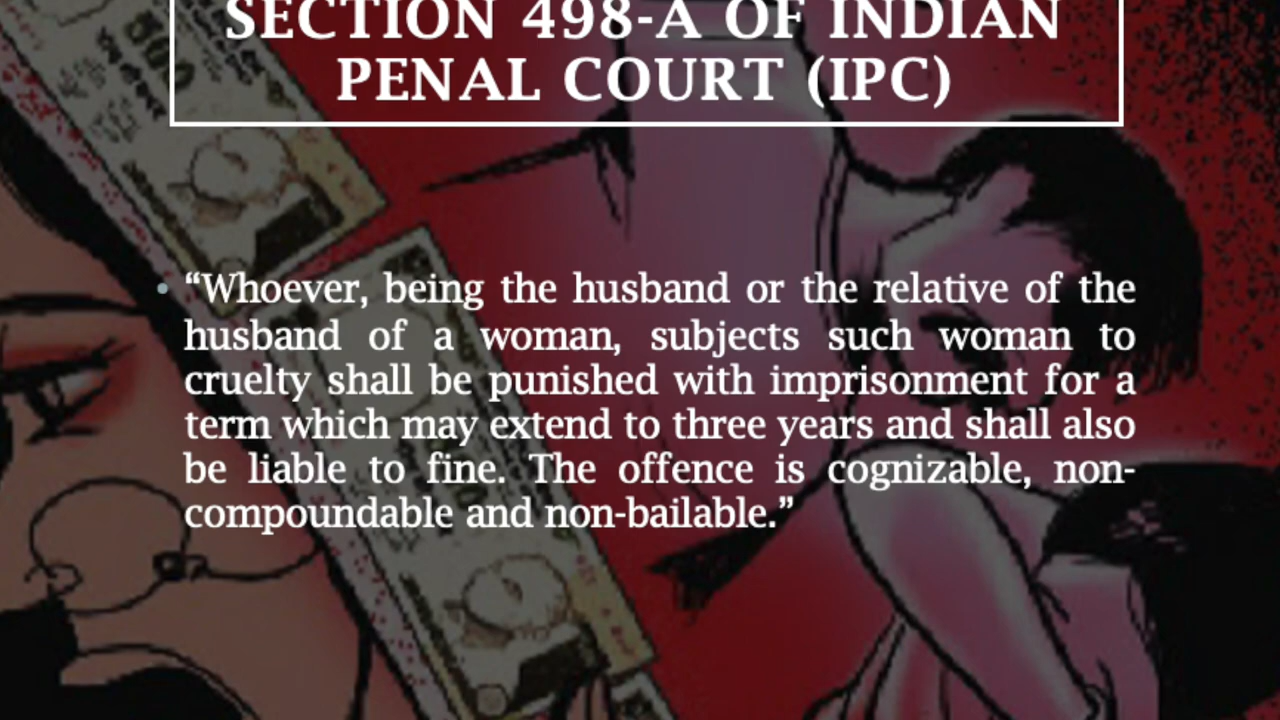 SECTION 498-A OF INDIAN
PENAL COURT (IPC)
• “Whoever, being the husband or the relative of the
husband of a woman, subjects such woman to
cruelty shall be punished with imprisonment for a
term which may extend to three years and shall also
be liable to fine. The offence is cognizable, non-
compoundable and non-bailable.”